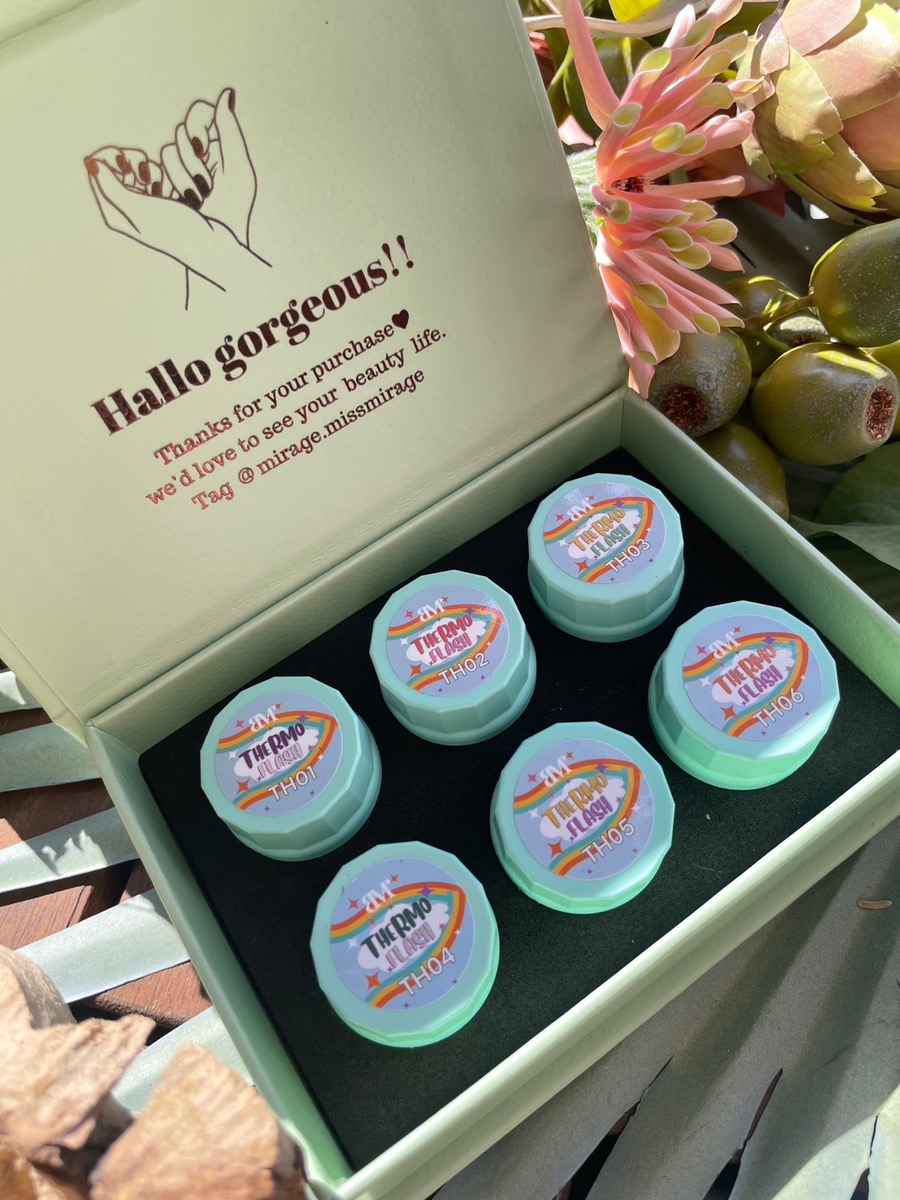 Hallo gorgeous!!
Thanks for your purchase♥
we'd love to see your beauty life.
Tag @mirage.missmirage
THERMO
FLASH
TH03
THERMO
FLASH
TH02
THERMO
FLASH
TH06
THERMO
FLASH
TH01
THERMO
FLASH
TH05
THERMO
FLASH
TH04